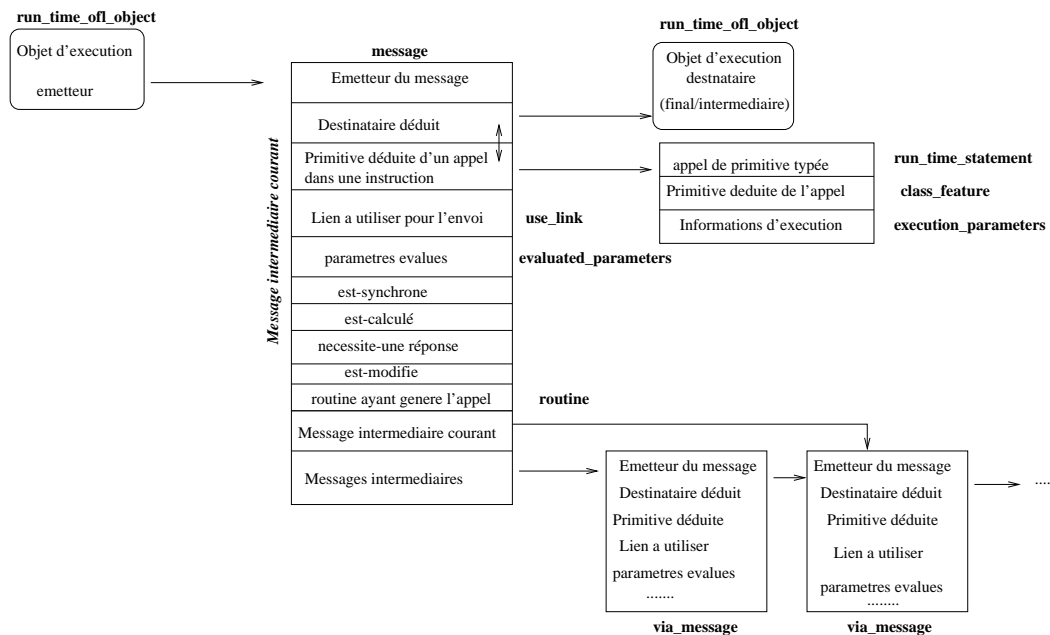 run_time_ofl_object
Objet d'execution
emetteur
message
Message intermediaire courant
Emetteur du message
Destinataire déduit
Primitive déduite d'un appel
dans une instruction
Lien a utiliser pour l'envoi
use_link
parametres evalues
evaluated_parameters
est-synchrone
est-calculé
necessite-une réponse
est-modifie
routine ayant genere l'appel
routine
Message intermediaire courant
Messages intermediaires
run_time_ofl_object
Objet d'execution
destnataire
(final/intermediaire)
appel de primitive typée
run_time_statement
Primitive deduite de l'appel
class_feature
Informations d'execution
execution_parameters
Emetteur du message
Destinataire déduit
Primitive déduite
Lien a utiliser
parametres evalues
.......
via_message
Emetteur du message
Destinataire déduit
Primitive déduite
Lien a utiliser
parametres evalues
........
via_message
....